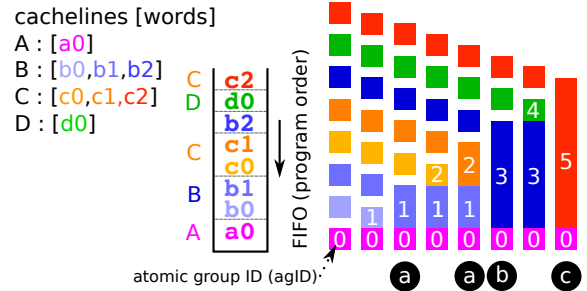 cachelines [words]
A : [a0]
B : [b0,b1,b2]
C : [c0,c1,c2]
D : [d0]
C c2
D d0
b2
C c1
c0
B b1
b0
A a0
FIFO (program order)
4
2 2 5
3 3
1 1 1 1
0 0 0 0 0 0 0 0
atomic group ID (agID)
a a b c